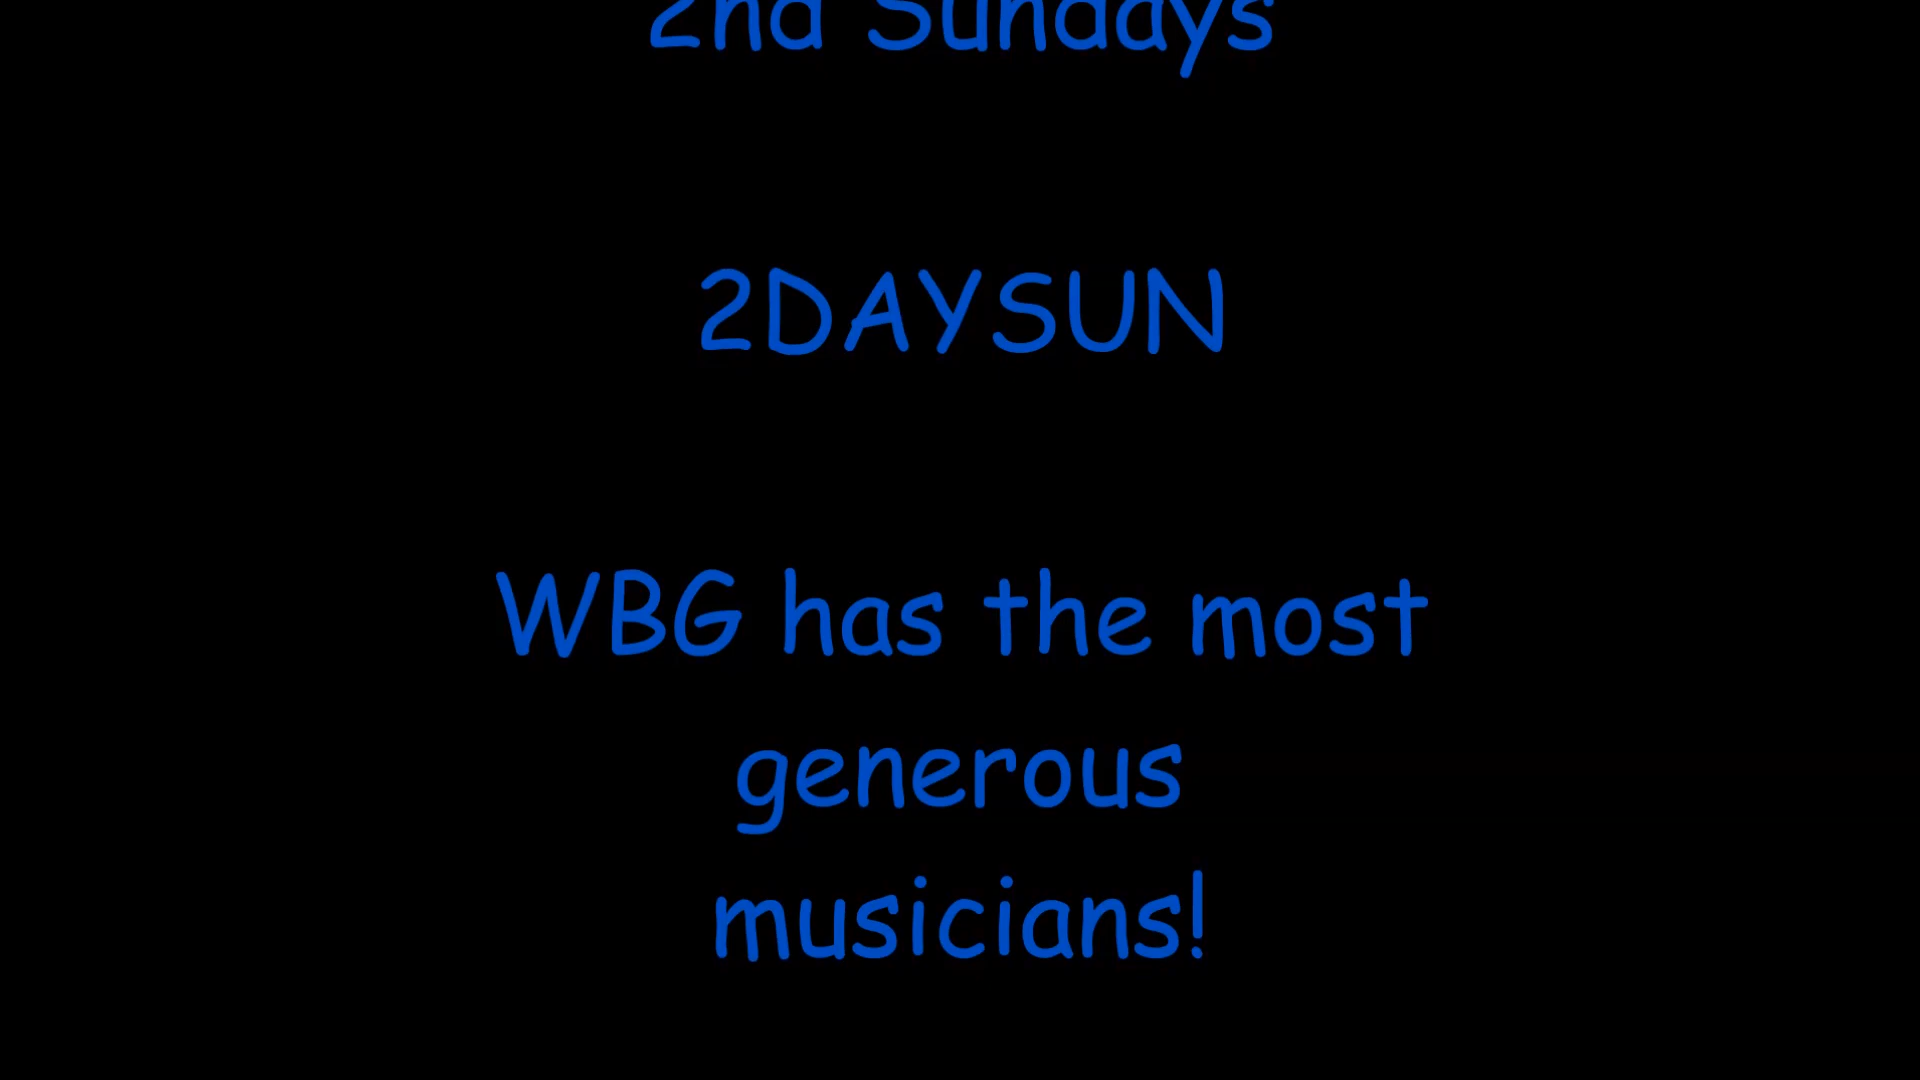 2nd Sundays
2DAYSUN
WBG has the most
generous
musicians!